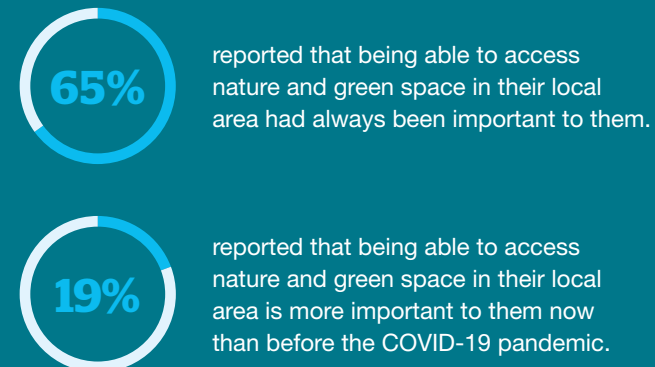 65%
reported that being able to access
nature and green space in their local
area had always been important to them.
19%
reported that being able to access
nature and green space in their local
area is more important to them now
than before the COVID-19 pandemic.